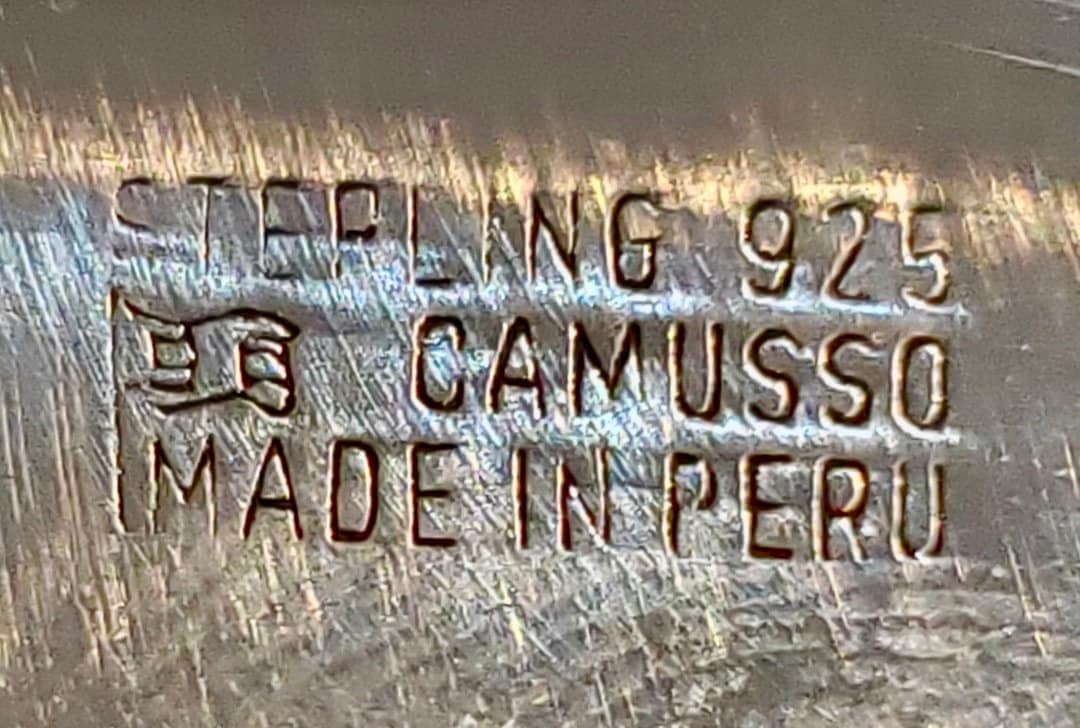 STERLING 925
CAMUSSO
MADE IN PERU